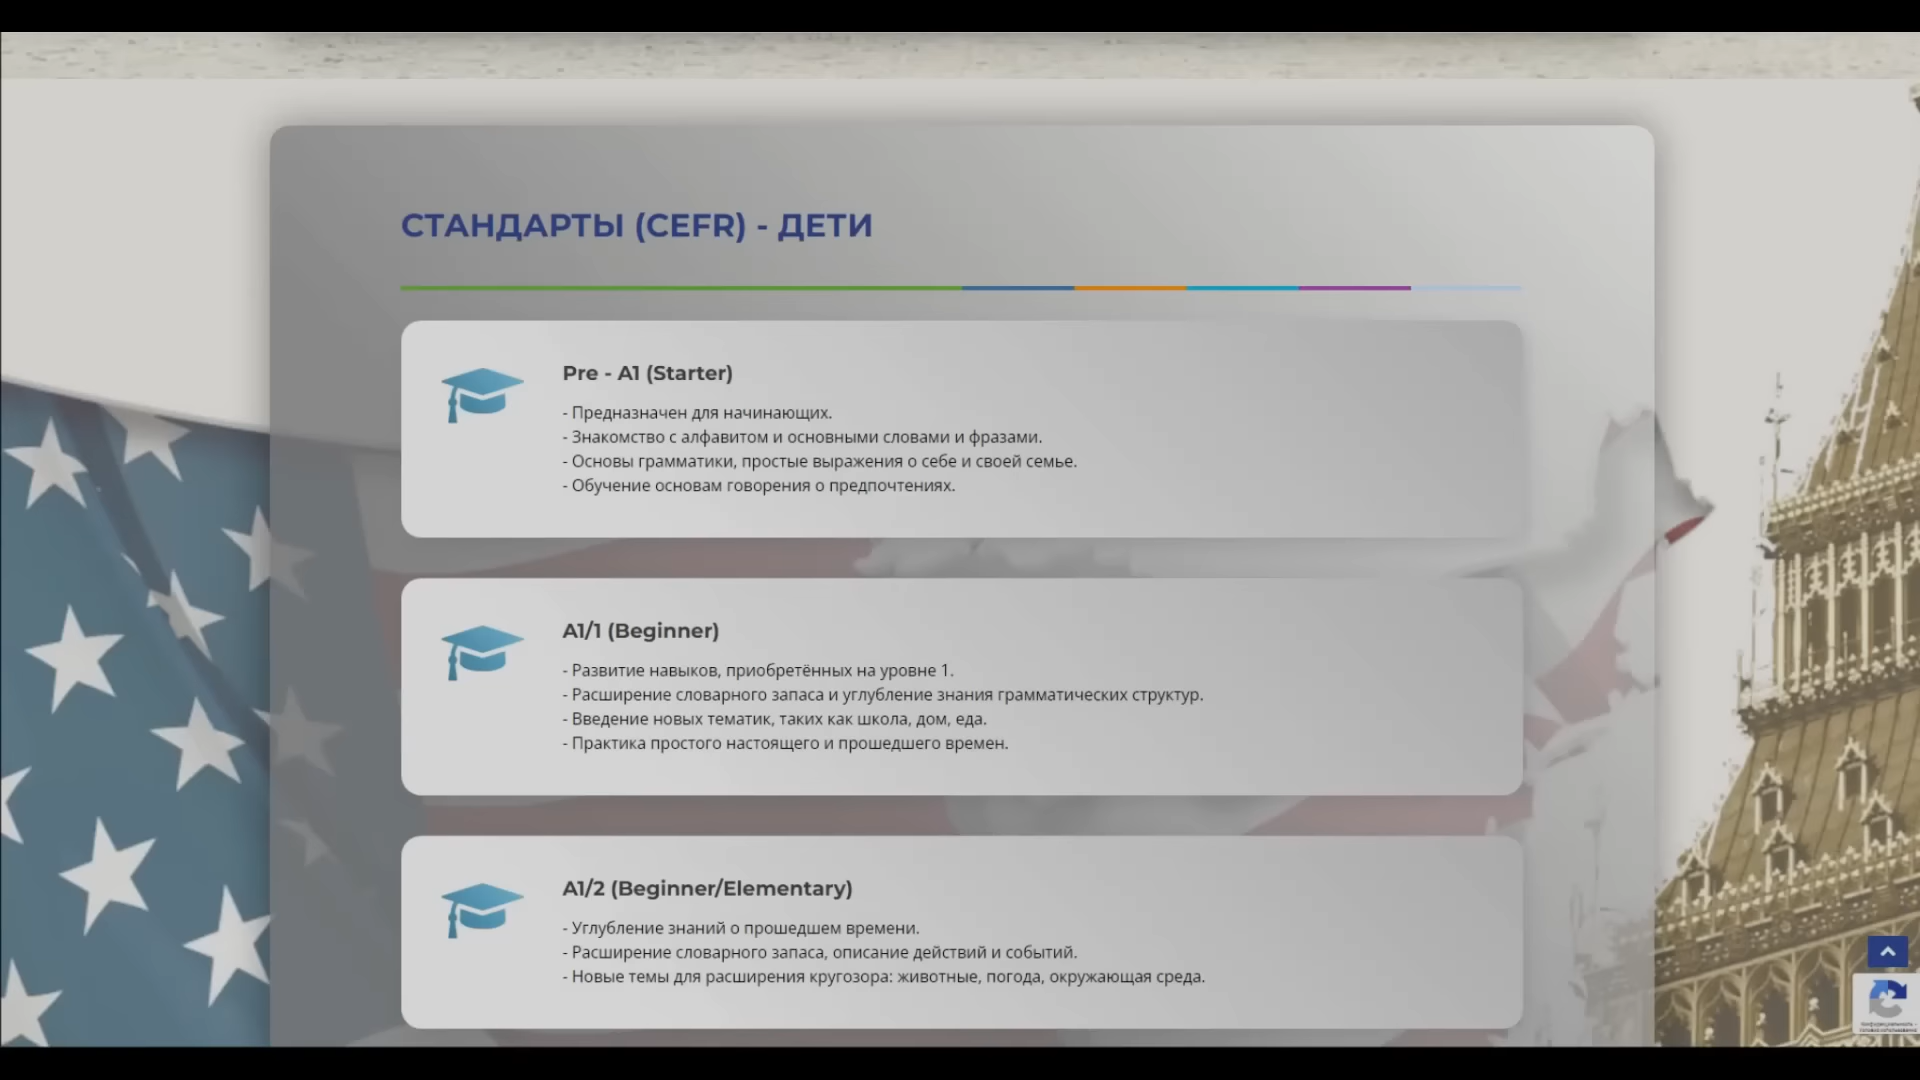 СТАНДАРТЫ (CEFR) - ДЕТИ
Pre - A1 (Starter)
- Предназначен для начинающих.
- Знакомство с алфавитом и основными словами и фразами.
- Основы грамматики, простые выражения о себе и своей семье.
- Обучение основам говорения о предпочтениях.
A1/1 (Beginner)
- Развитие навыков, приобретённых на уровне 1.
- Расширение словарного запаса и углубление знания грамматических структур.
- Введение новых тематик, таких как школа, дом, еда.
- Практика простого настоящего и прошедшего времен.
A1/2 (Beginner/Elementary)
- Углубление знаний о прошедшем времени.
- Расширение словарного запаса, описание действий и событий.
- Новые темы для расширения кругозора: животные, погода, окружающая среда.